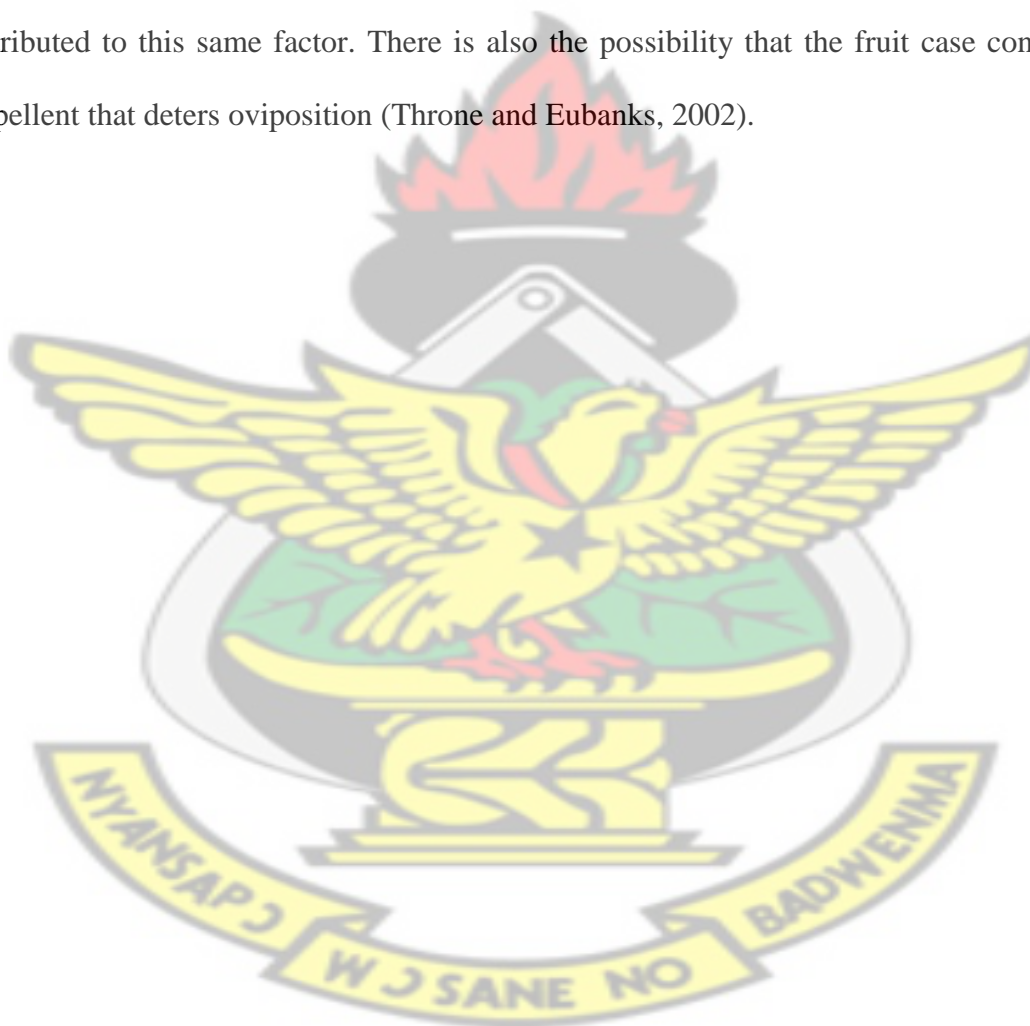 ributed to this same factor. There is also the possibility that the fruit case con
pellent that deters oviposition (Throne and Eubanks, 2002).
NYANSAPƆ
WƆSANE NO
BADWENMA